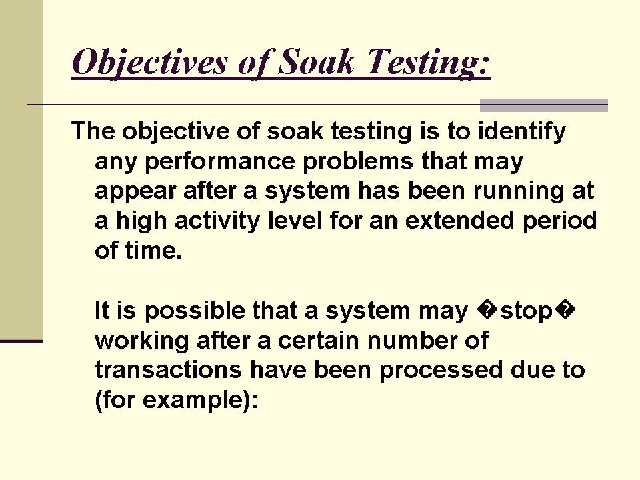 Objectives of Soak Testing:
The objective of soak testing is to identify
any performance problems that may
appear after a system has been running at
a high activity level for an extended period
of time.
It is possible that a system may �stop�
working after a certain number of
transactions have been processed due to
(for example):